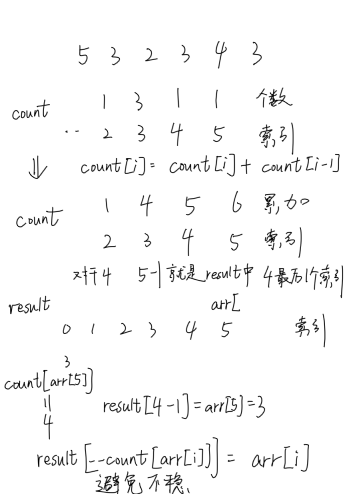 5 3 2 3 4 3
count 1 3 1 1 个数
.. 2 3 4 5 索引
⇓ count[i] = count[i] + count[i-1]
count 1 4 5 6 累加
2 3 4 5 索引
对于4 5-1就是result中4最后1个索引
result arr[
0 1 2 3 4 5 索引
3
count[arr[5]]
11
4 result[4-1]=arr[5]=3
result[--count[arr[i]]] = arr[i]
避免不稳